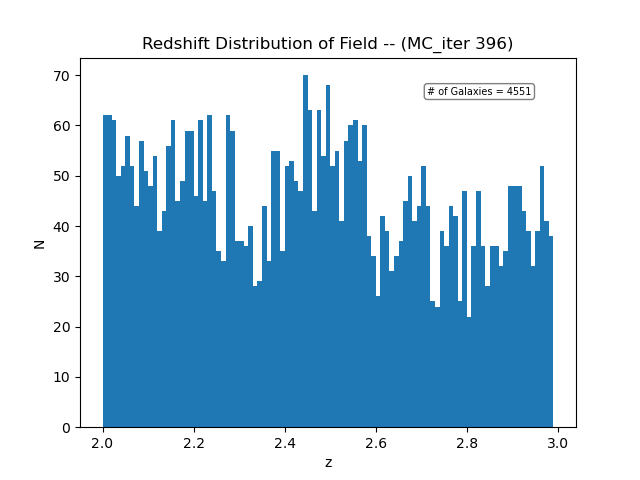 Redshift Distribution of Field -- (MC_iter 396)
# of Galaxies = 4551
70
60
50
40
30
20
10
0
N
2.0 2.2 2.4 2.6 2.8 3.0
z